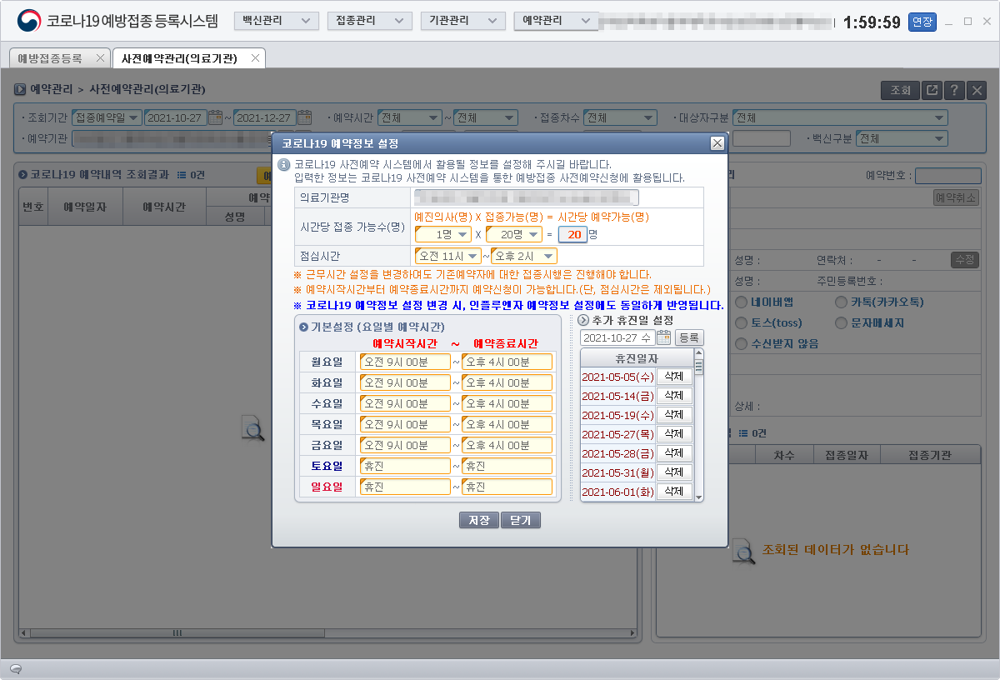 코로나19 예방접종 등록시스템
백신관리
접종관리
기관관리
예약관리
1:59:59
연장
예방접종등록
사전예약관리(의료기관)
예약관리 > 사전예약관리(의료기관)
조회
· 조회기간 접종예약일 2021-10-27 ~ 2021-12-27 · 예약시간 전체 ~ 전체 · 접종차수 전체 · 대상자구분 전체
· 예약기관
· 백신구분 전체
코로나19 예약내역 조회결과 0건
예약번호 :
번호 예약일자 예약시간 예약
성명
예약취소
성명 : 연락처 : - - 수정
성명 : 주민등록번호 :
네이버앱 카톡(카카오톡)
토스(toss) 문자메세지
수신받지 않음
상세 :
0건
차수 접종일자 접종기관
조회된 데이터가 없습니다
코로나19 예약정보 설정
코로나19 사전예약 시스템에서 활용될 정보를 설정해 주시길 바랍니다.
입력한 정보는 코로나19 사전예약 시스템을 통한 예방접종 사전예약신청에 활용됩니다.
의료기관명
시간당 접종 가능수(명)
예진의사(명) X 접종가능(명) = 시간당 예약가능(명)
1명 X 20명 = 20 명
점심시간 오전 11시 ~ 오후 2시
※ 근무시간 설정을 변경하여도 기존예약자에 대한 접종시행은 진행해야 합니다.
※ 예약시작시간부터 예약종료시간까지 예약신청이 가능합니다.(단, 점심시간은 제외됩니다.)
※ 코로나19 예약정보 설정 변경 시, 인플루엔자 예약정보 설정에도 동일하게 반영됩니다.
기본설정 (요일별 예약시간)
예약시작시간 ~ 예약종료시간
월요일 오전 9시 00분 ~ 오후 4시 00분
화요일 오전 9시 00분 ~ 오후 4시 00분
수요일 오전 9시 00분 ~ 오후 4시 00분
목요일 오전 9시 00분 ~ 오후 4시 00분
금요일 오전 9시 00분 ~ 오후 4시 00분
토요일 휴진 ~ 휴진
일요일 휴진 ~ 휴진
추가 휴진일 설정
2021-10-27 수 등록
휴진일자
2021-05-05(수) 삭제
2021-05-14(금) 삭제
2021-05-19(수) 삭제
2021-05-27(목) 삭제
2021-05-28(금) 삭제
2021-05-31(월) 삭제
2021-06-01(화) 삭제
저장 닫기